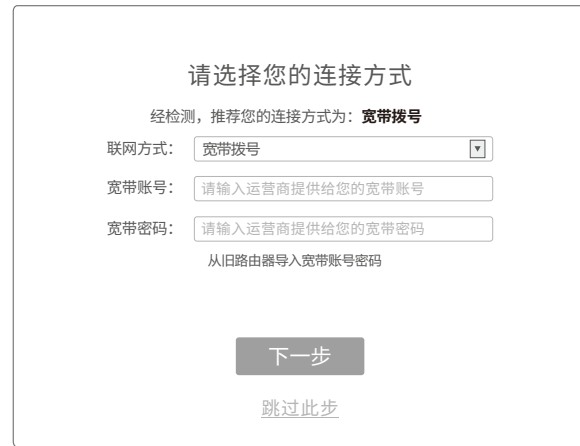 请选择您的连接方式
经检测，推荐您的连接方式为：宽带拨号
联网方式： 宽带拨号
宽带账号： 请输入运营商提供给您的宽带账号
宽带密码： 请输入运营商提供给您的宽带密码
从旧路由器导入宽带账号密码
下一步
跳过此步